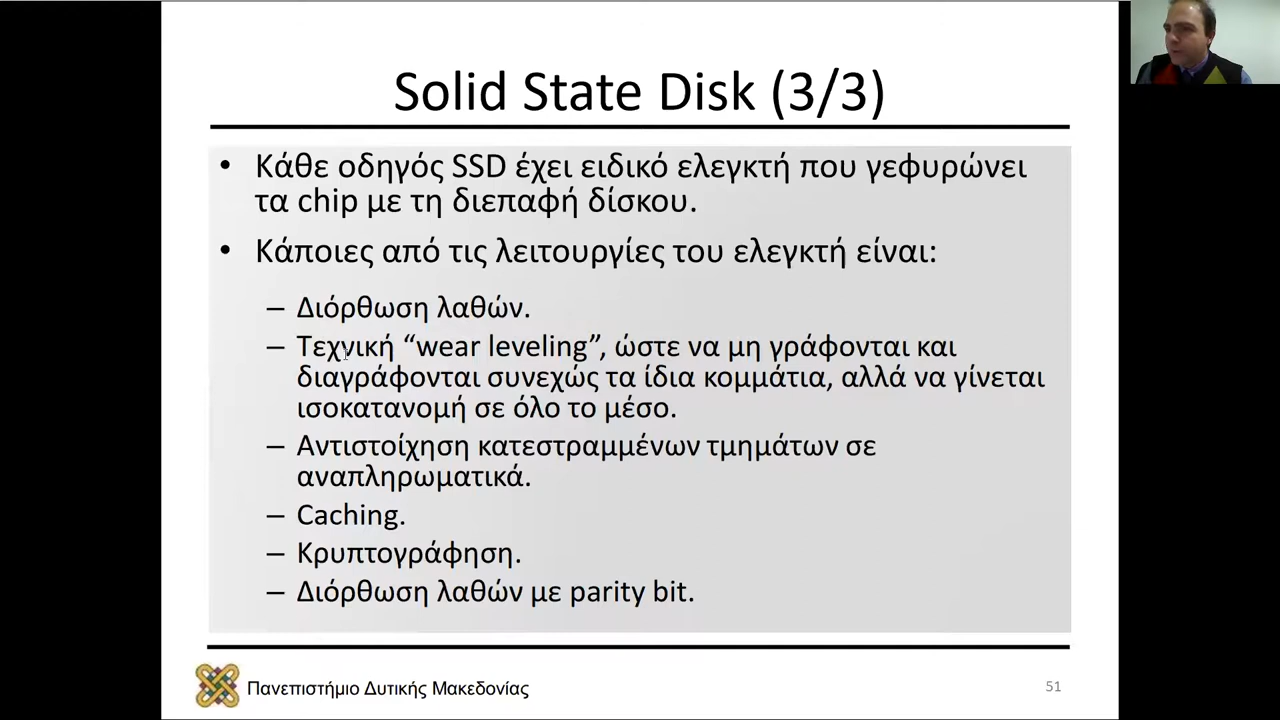 Solid State Disk (3/3)
• Κάθε οδηγός SSD έχει ειδικό ελεγκτή που γεφυρώνει
τα chip με τη διεπαφή δίσκου.
• Κάποιες από τις λειτουργίες του ελεγκτή είναι:
– Διόρθωση λαθών.
– Τεχνική “wear leveling”, ώστε να μη γράφονται και
διαγράφονται συνεχώς τα ίδια κομμάτια, αλλά να γίνεται
ισοκατανομή σε όλο το μέσο.
– Αντιστοίχηση κατεστραμμένων τμημάτων σε
αναπληρωματικά.
– Caching.
– Κρυπτογράφηση.
– Διόρθωση λαθών με parity bit.
Πανεπιστήμιο Δυτικής Μακεδονίας
51